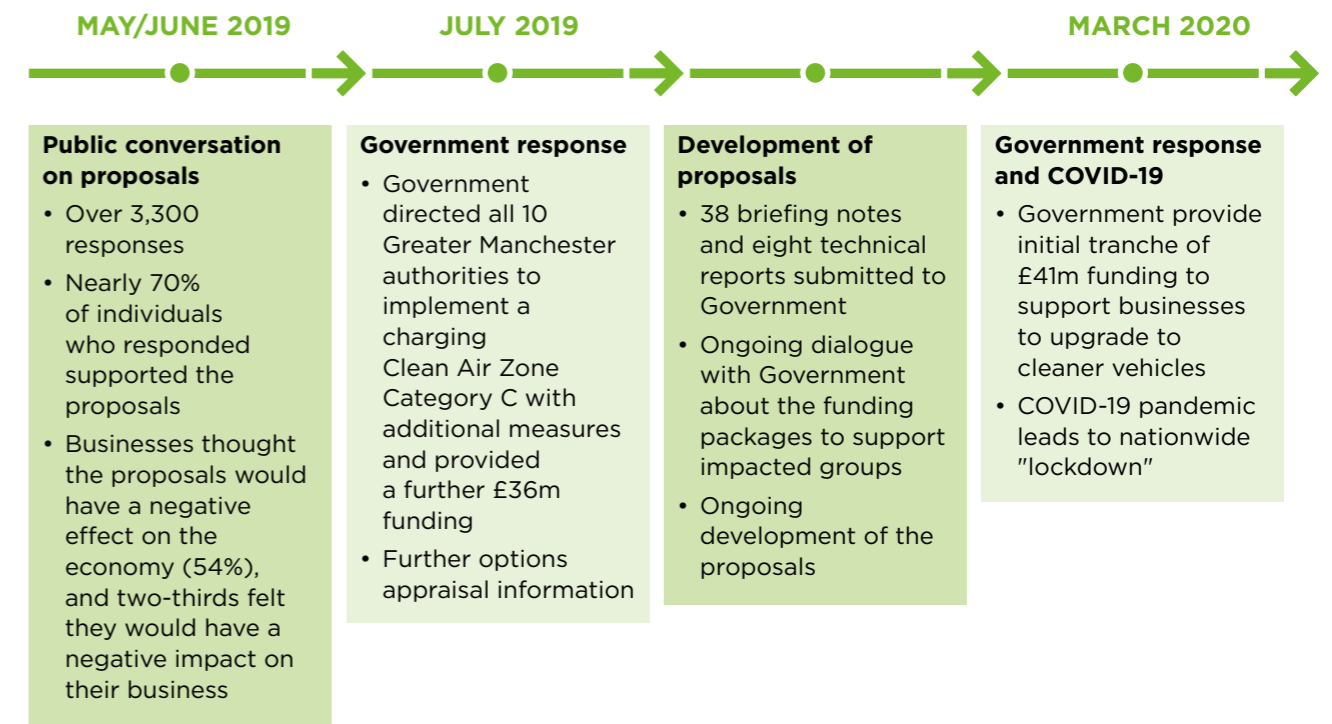 MAY/JUNE 2019
JULY 2019
MARCH 2020
Public conversation
on proposals
• Over 3,300
responses
• Nearly 70%
of individuals
who responded
supported the
proposals
• Businesses thought
the proposals would
have a negative
effect on the
economy (54%),
and two-thirds felt
they would have a
negative impact on
their business
Government response
• Government
directed all 10
Greater Manchester
authorities to
implement a
charging
Clean Air Zone
Category C with
additional measures
and provided
a further £36m
funding
• Further options
appraisal information
Development of
proposals
• 38 briefing notes
and eight technical
reports submitted to
Government
• Ongoing dialogue
with Government
about the funding
packages to support
impacted groups
• Ongoing
development of the
proposals
Government response
and COVID-19
• Government provide
initial tranche of
£41m funding to
support businesses
to upgrade to
cleaner vehicles
• COVID-19 pandemic
leads to nationwide
"lockdown"